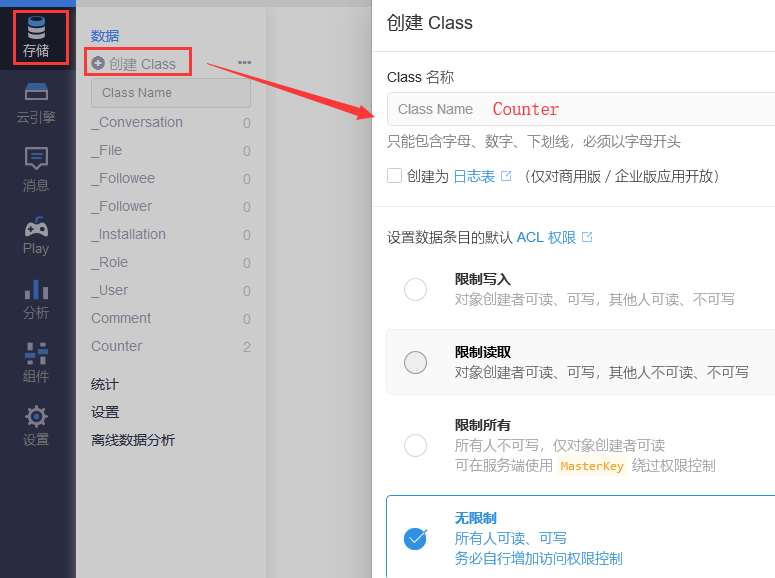 存储
云引擎
消息
Play
分析
组件
设置
数据
创建 Class
Class Name
_Conversation 0
_File 0
_Followee 0
_Follower 0
_Installation 0
_Role 0
_User 0
Comment 0
Counter 2
统计
设置
离线数据分析
创建 Class
Class 名称
Class Name Counter
只能包含字母、数字、下划线，必须以字母开头
创建为 日志表 （仅对商用版 / 企业版应用开放）
设置数据条目的默认 ACL 权限
限制写入
对象创建者可读、可写，其他人可读、不可写
限制读取
对象创建者可读、可写，其他人不可读、不可写
限制所有
所有人不可写，仅对象创建者可读
可在服务端使用 MasterKey 绕过权限控制
无限制
所有人可读、可写
务必自行增加访问权限控制